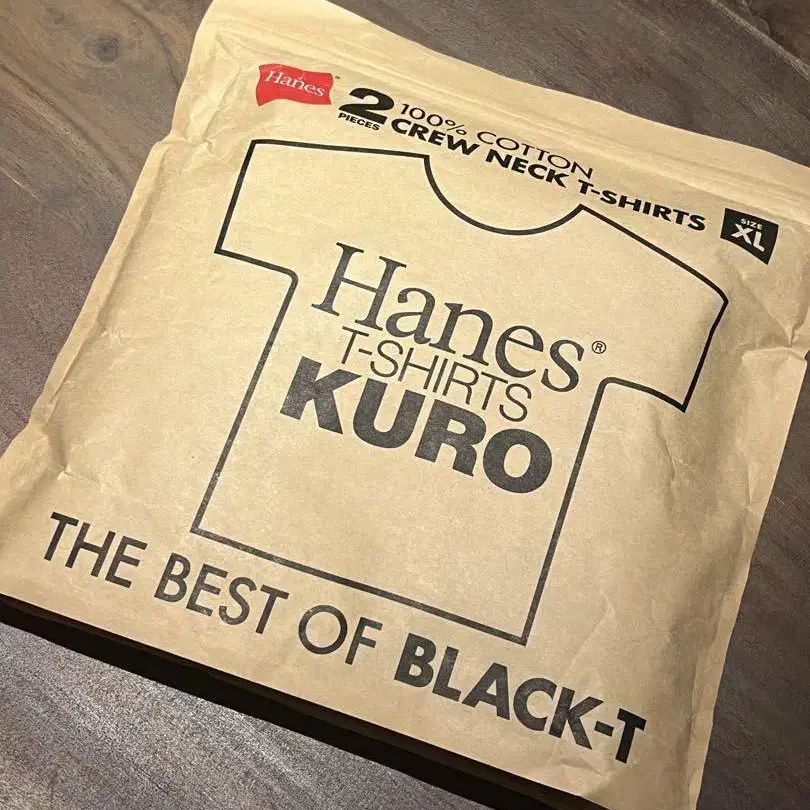 Hanes
2 PIECES
100% COTTON
CREW NECK T-SHIRTS
SIZE
XL
Hanes®
T-SHIRTS
KURO
THE BEST OF BLACK-T